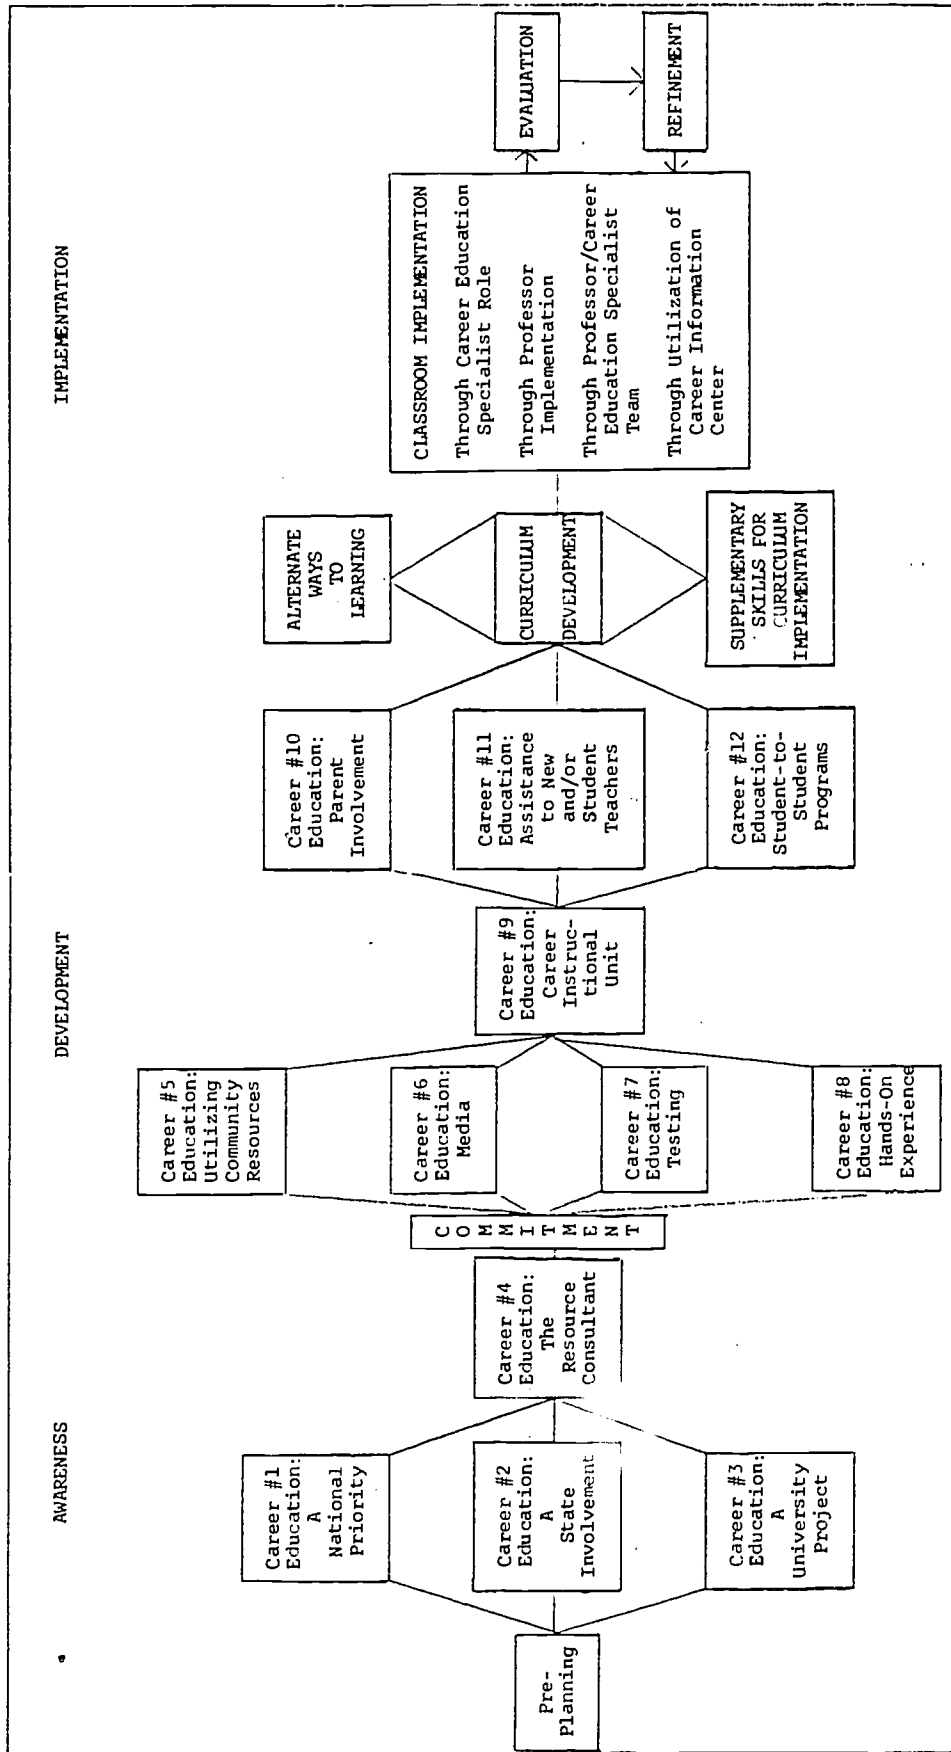 AWARENESS
DEVELOPMENT
IMPLEMENTATION
Pre-
Planning
Career #1
Education:
A
National
Priority
Career #2
Education:
A
State
Involvement
Career #3
Education:
A
University
Project
Career #4
Education:
The
Resource
Consultant
COMMITMENT
Career #5
Education:
Utilizing
Community
Resources
Career #6
Education:
Media
Career #7
Education:
Testing
Career #8
Education:
Hands-On
Experience
Career #9
Education:
Career
Instruc-
tional
Unit
Career #10
Education:
Parent
Involvement
Career #11
Education:
Assistance
to New
and/or
Student
Teachers
Career #12
Education:
Student-to-
Student
Programs
ALTERNATE
WAYS
TO
LEARNING
CURRICULUM
DEVELOPMENT
SUPPLEMENTARY
SKILLS FOR
CURRICULUM
IMPLEMENTATION
CLASSROOM IMPLEMENTATION
Through Career Education
Specialist Role
Through Professor
Implementation
Through Professor/Career
Education Specialist
Team
Through Utilization of
Career Information
Center
EVALUATION
REFINEMENT